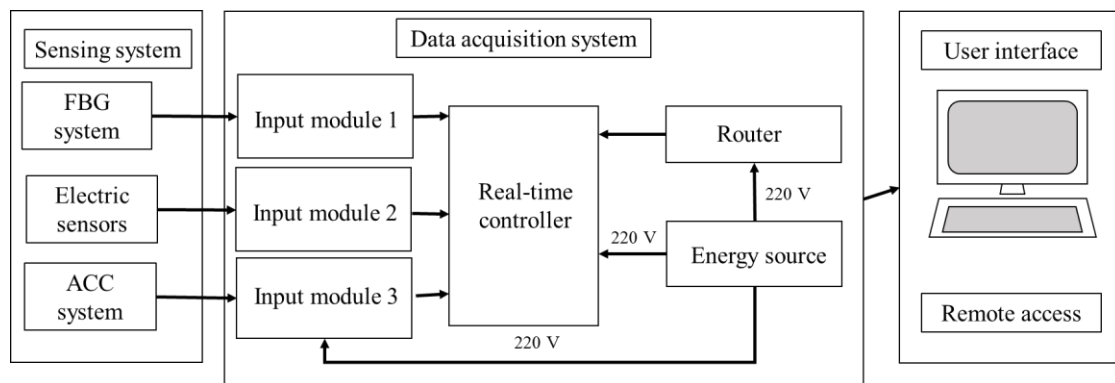 Sensing system
FBG
system
Electric
sensors
ACC
system
Data acquisition system
Input module 1
Input module 2
Input module 3
Real-time
controller
Router
220 V
220 V
Energy source
220 V
User interface
Remote access